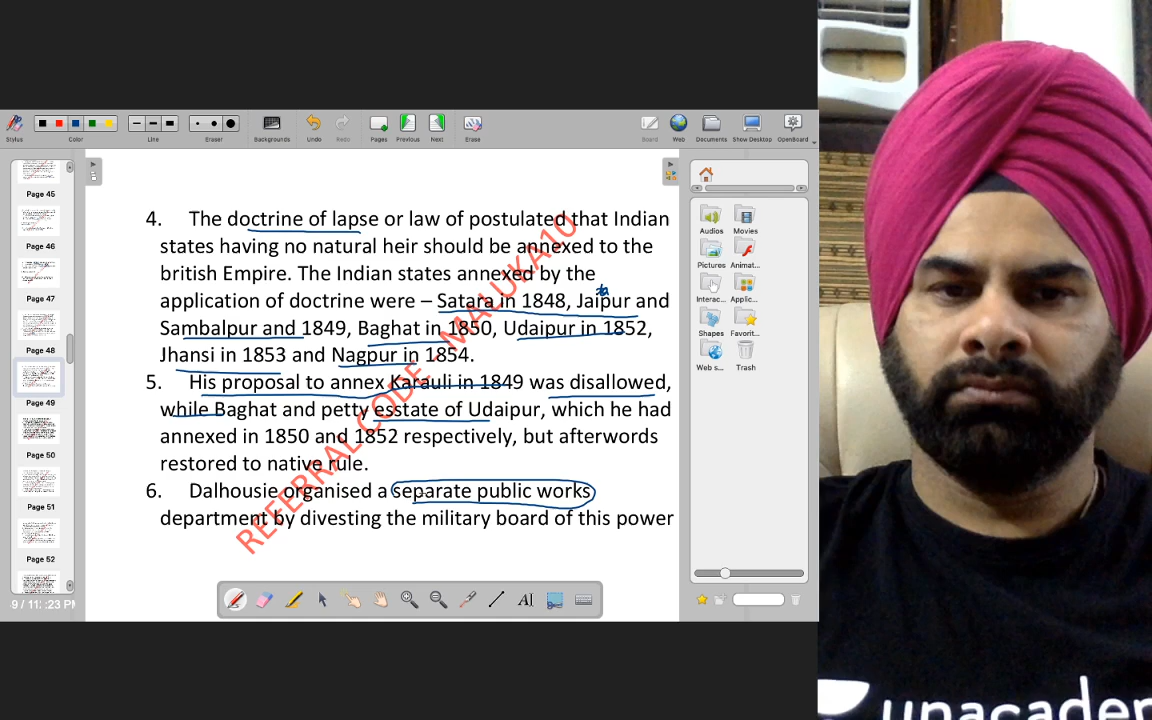 Color
Line
Eraser
Stylus
Backgrounds
Undo
Redo
Pages
Previous
Next
Erase
Board
Web
Documents
Show Desktop
OpenBoard
Page 45
Page 46
Page 47
Page 48
Page 49
Page 50
Page 51
Page 52
4. The doctrine of lapse or law of postulated that Indian
states having no natural heir should be annexed to the
british Empire. The Indian states annexed by the
application of doctrine were – Satara in 1848, Jaipur and
Sambalpur and 1849, Baghat in 1850, Udaipur in 1852,
Jhansi in 1853 and Nagpur in 1854.
5. His proposal to annex Karauli in 1849 was disallowed,
while Baghat and petty esstate of Udaipur, which he had
annexed in 1850 and 1852 respectively, but afterwords
restored to native rule.
6. Dalhousie organised a separate public works
department by divesting the military board of this power
REFERRAL CODE - MALUKA10
Audios
Movies
Pictures
Animat...
Interac...
Applic...
Shapes
Favorit...
Web s...
Trash
AI
unacadem